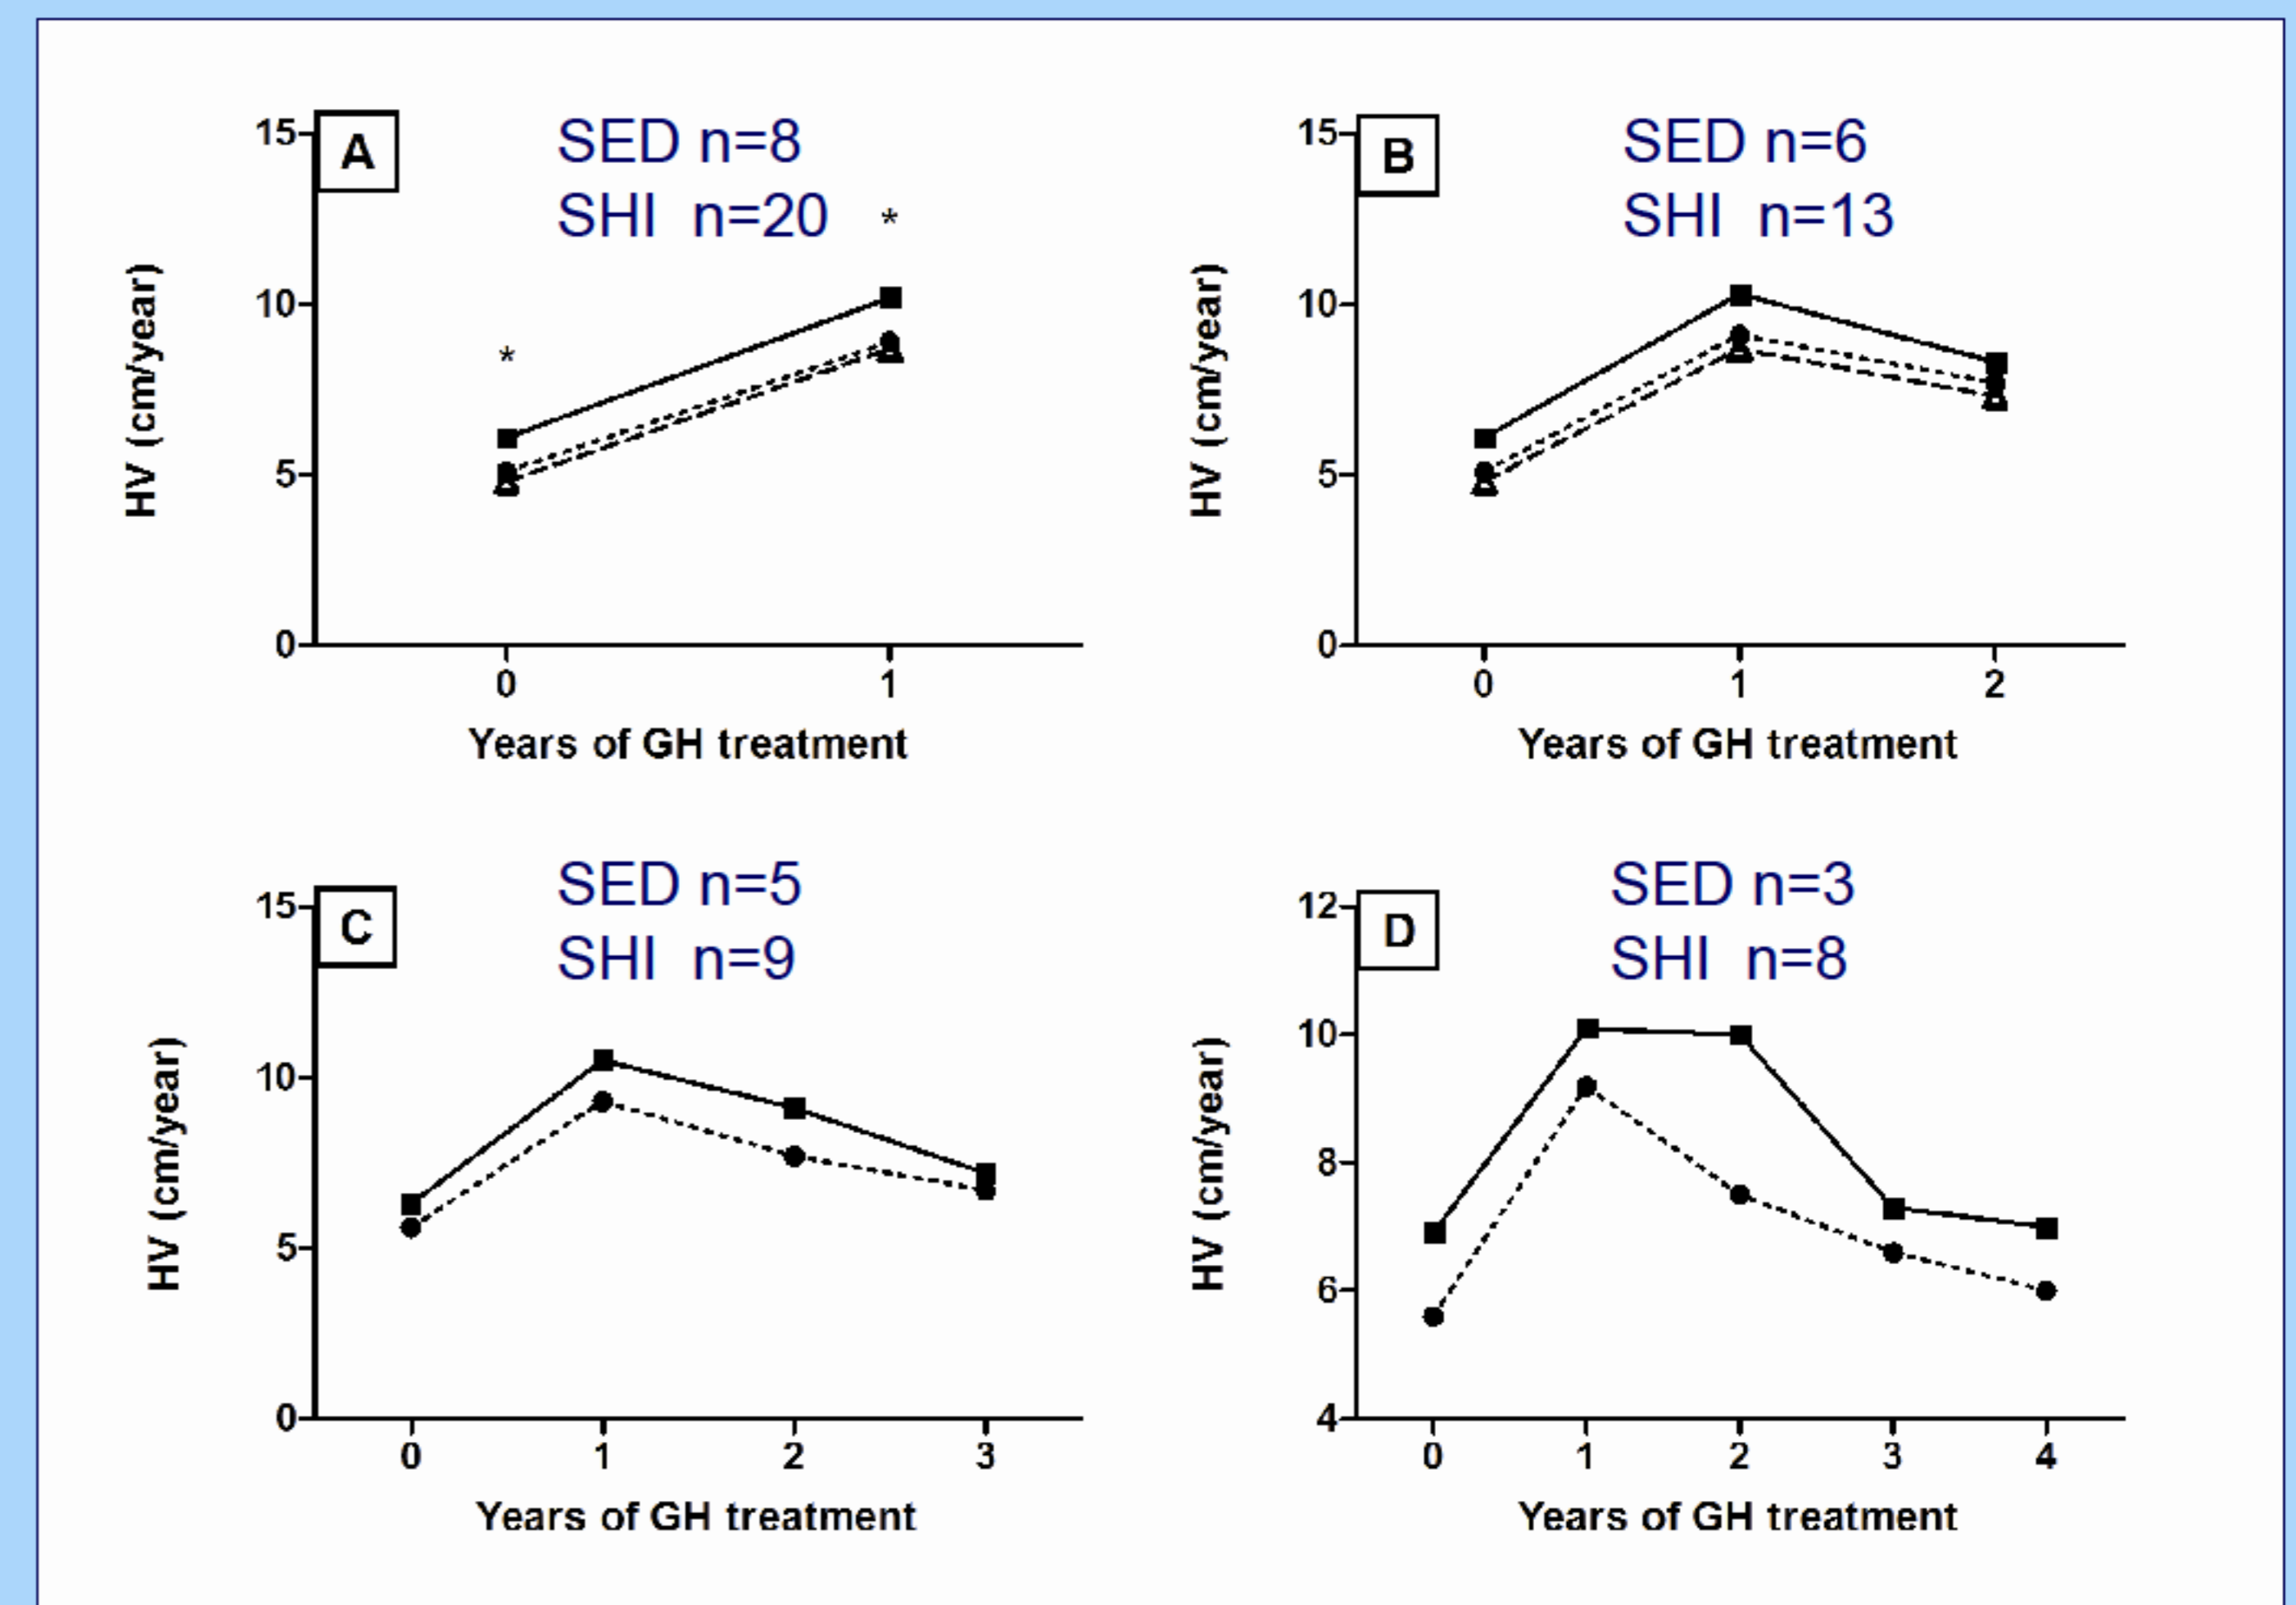 A
SED n=8
SHI n=20
*
*
15
10
5
0
HV (cm/year)
0 1
Years of GH treatment
B
SED n=6
SHI n=13
15
10
5
0
HV (cm/year)
0 1 2
Years of GH treatment
C
SED n=5
SHI n=9
15
10
5
0
HV (cm/year)
0 1 2 3
Years of GH treatment
D
SED n=3
SHI n=8
12
10
8
6
4
HV (cm/year)
0 1 2 3 4
Years of GH treatment